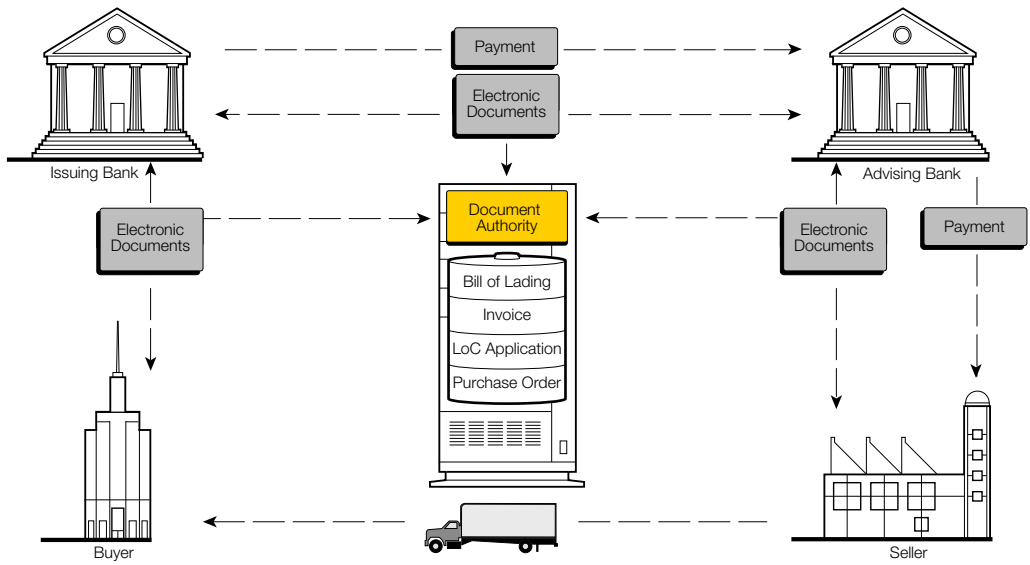 Payment
Electronic
Documents
Issuing Bank
Advising Bank
Electronic
Documents
Document
Authority
Electronic
Documents
Payment
Bill of Lading
Invoice
LoC Application
Purchase Order
Buyer
Seller